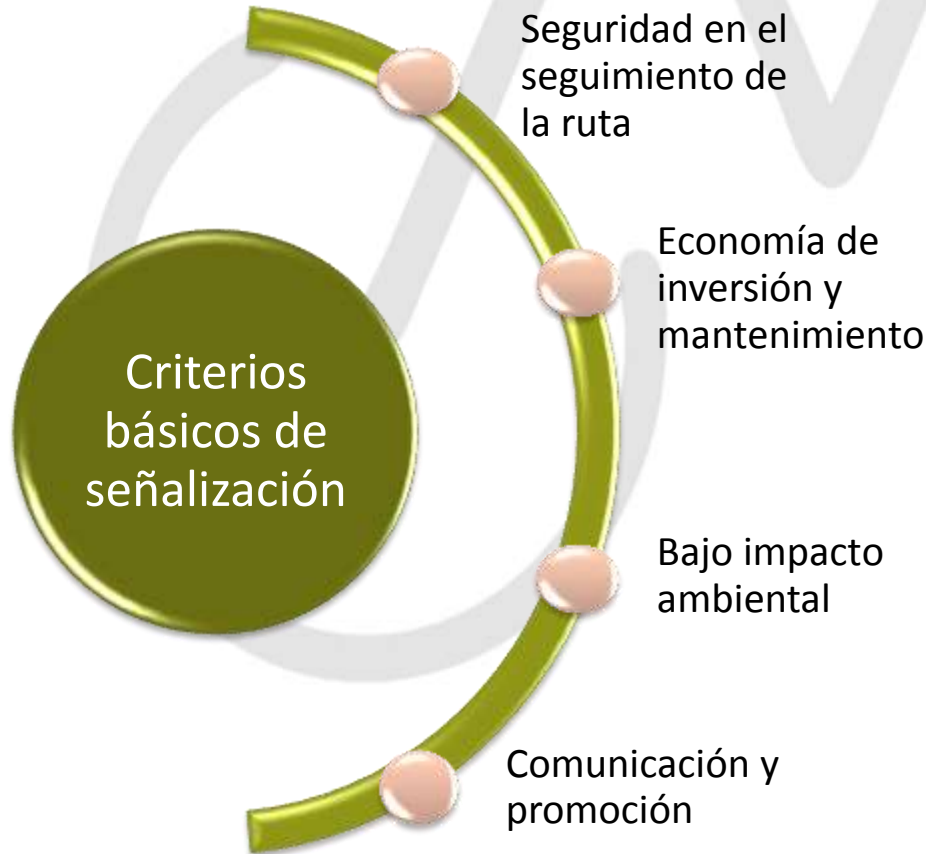 Seguridad en el
seguimiento de
la ruta
Economía de
inversión y
mantenimiento
Criterios
básicos de
señalización
Bajo impacto
ambiental
Comunicación y
promoción